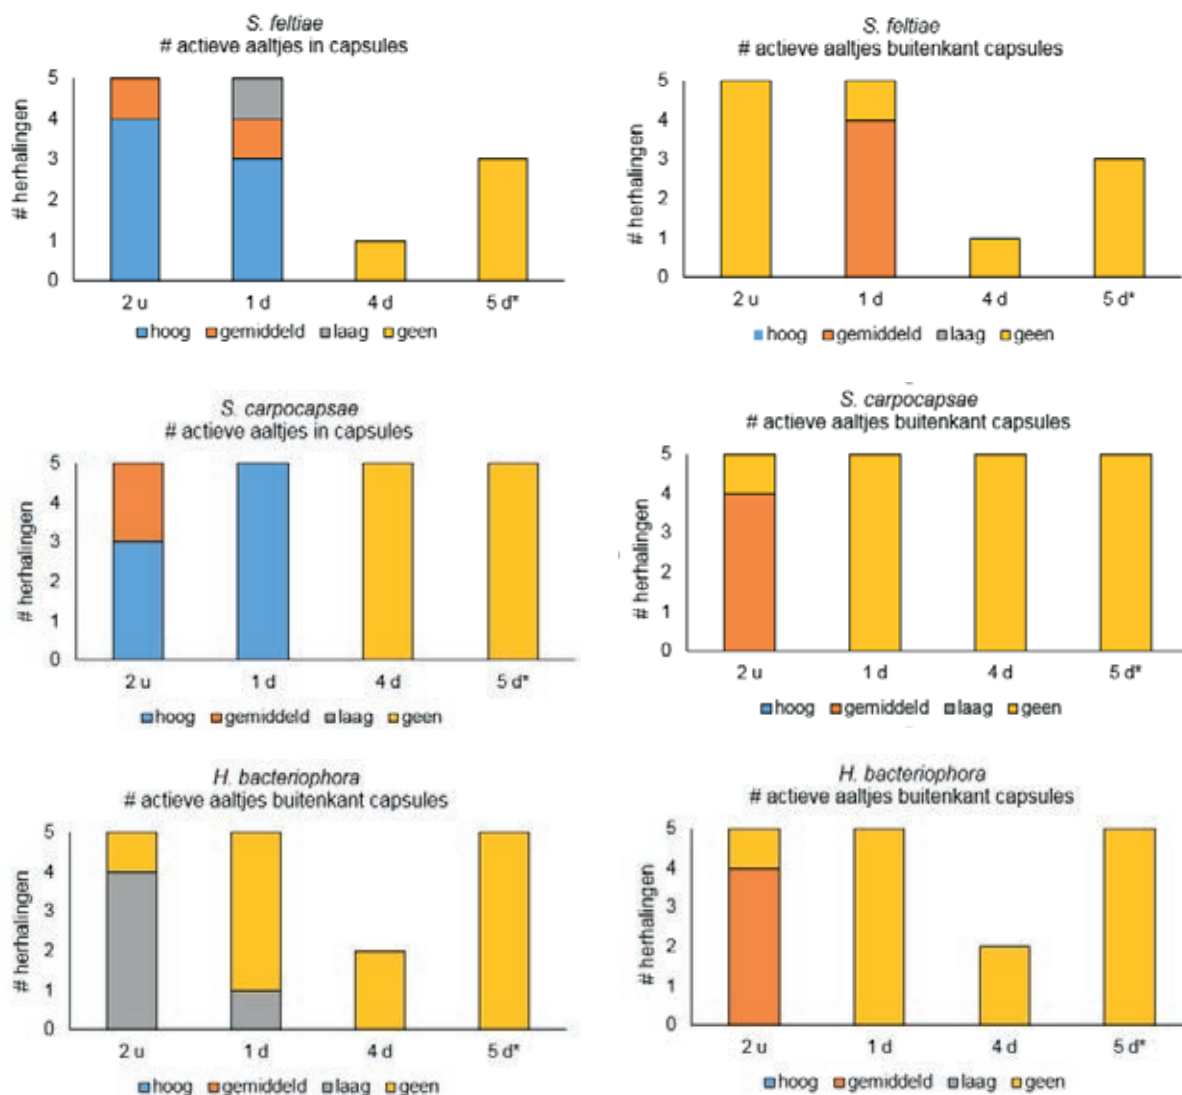 S. feltiae
# actieve aaltjes in capsules
# herhalingen
5
4
3
2
1
0
2 u 1 d 4 d 5 d*
hoog gemiddeld laag geen
S. feltiae
# actieve aaltjes buitenkant capsules
# herhalingen
5
4
3
2
1
0
2 u 1 d 4 d 5 d*
hoog gemiddeld laag geen
S. carpocapsae
# actieve aaltjes in capsules
# herhalingen
5
4
3
2
1
0
2 u 1 d 4 d 5 d*
hoog gemiddeld laag geen
S. carpocapsae
# actieve aaltjes buitenkant capsules
# herhalingen
5
4
3
2
1
0
2 u 1 d 4 d 5 d*
hoog gemiddeld laag geen
H. bacteriophora
# actieve aaltjes buitenkant capsules
# herhalingen
5
4
3
2
1
0
2 u 1 d 4 d 5 d*
hoog gemiddeld laag geen
H. bacteriophora
# actieve aaltjes buitenkant capsules
# herhalingen
5
4
3
2
1
0
2 u 1 d 4 d 5 d*
hoog gemiddeld laag geen